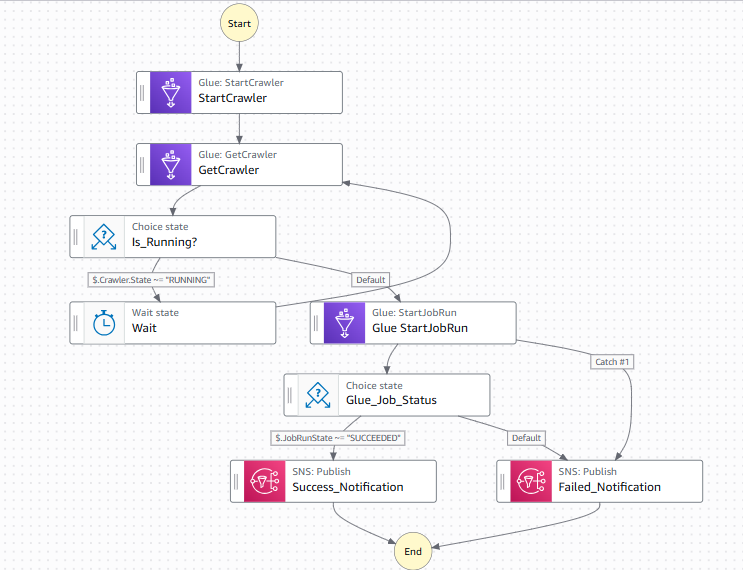 Start
Glue: StartCrawler
StartCrawler
Glue: GetCrawler
GetCrawler
Choice state
Is_Running?
$.Crawler.State ~= "RUNNING"
Default
Wait state
Wait
Glue: StartJobRun
Glue StartJobRun
Catch #1
Choice state
Glue_Job_Status
$.JobRunState ~= "SUCCEEDED"
Default
SNS: Publish
Success_Notification
SNS: Publish
Failed_Notification
End